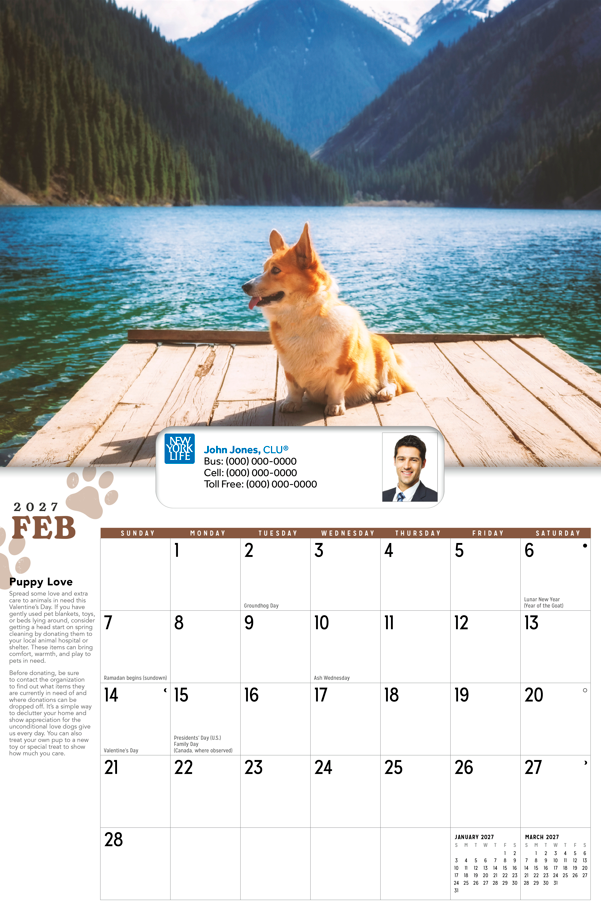 NEW
YORK
LIFE
John Jones, CLU®
Bus: (000) 000-0000
Cell: (000) 000-0000
Toll Free: (000) 000-0000
2027
FEB
Puppy Love
Spread some love and extra
care to animals in need this
Valentine's Day. If you have
gently used pet blankets, toys,
or beds lying around, consider
getting a head start on spring
cleaning by donating them to
your local animal hospital or
shelter. These items can bring
comfort, warmth, and play to
pets in need.
Before donating, be sure
to contact the organization
to find out what items they
are currently in need of and
where donations can be
dropped off. It's a simple way
to declutter your home and
show appreciation for the
unconditional love dogs give
us every day. You can also
treat your own pup to a new
toy or special treat to show
how much you care.
SUNDAY MONDAY TUESDAY WEDNESDAY THURSDAY FRIDAY SATURDAY
1 2 3 4 5 6
Groundhog Day
Lunar New Year
(Year of the Goat)
7 8 9 10 11 12 13
Ramadan begins (sundown)
Ash Wednesday
14 15 16 17 18 19 20
Valentine's Day
Presidents' Day (U.S.)
Family Day
(Canada, where observed)
21 22 23 24 25 26 27
28
JANUARY 2027
S M T W T F S
1 2
3 4 5 6 7 8 9
10 11 12 13 14 15 16
17 18 19 20 21 22 23
24 25 26 27 28 29 30
31
MARCH 2027
S M T W T F S
1 2 3 4 5 6
7 8 9 10 11 12 13
14 15 16 17 18 19 20
21 22 23 24 25 26 27
28 29 30 31